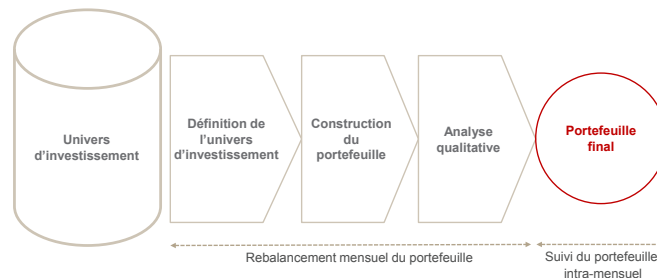 Univers
d'investissement
Définition de
l'univers
d'investissement
Construction
du
portefeuille
Analyse
qualitative
Portefeuille
final
Rebalancement mensuel du portefeuille
Suivi du portefeuille
intra-mensuel